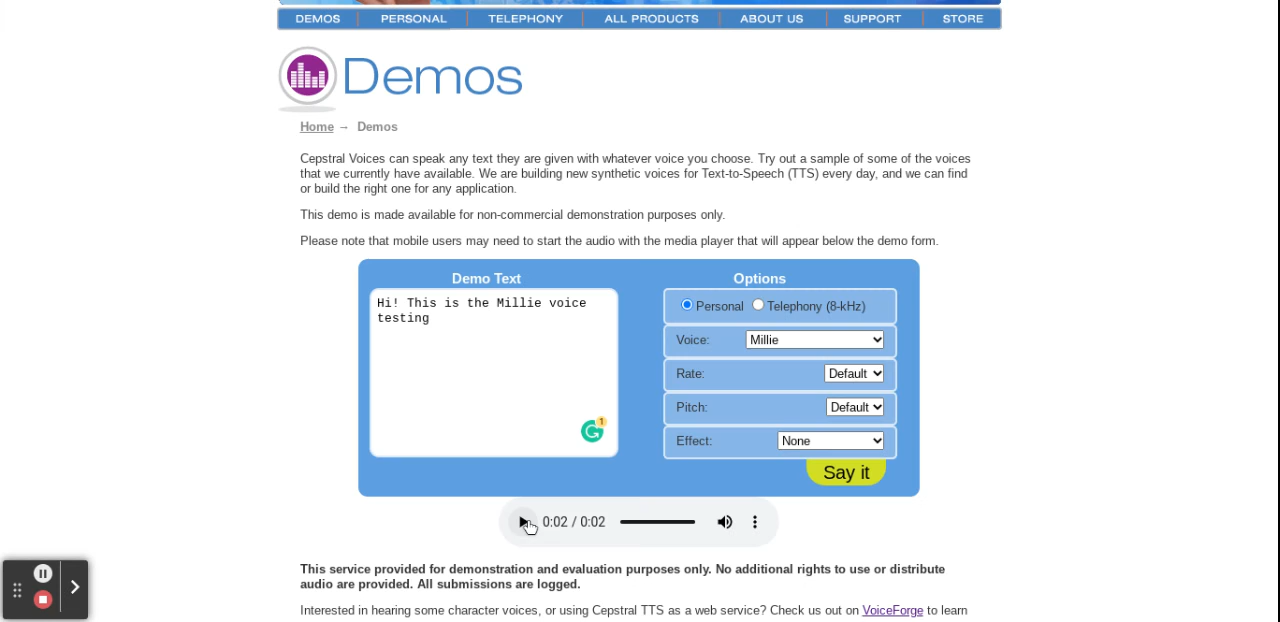 DEMOS PERSONAL TELEPHONY ALL PRODUCTS ABOUT US SUPPORT STORE
Demos
Home → Demos
Cepstral Voices can speak any text they are given with whatever voice you choose. Try out a sample of some of the voices
that we currently have available. We are building new synthetic voices for Text-to-Speech (TTS) every day, and we can find
or build the right one for any application.
This demo is made available for non-commercial demonstration purposes only.
Please note that mobile users may need to start the audio with the media player that will appear below the demo form.
Demo Text
Hi! This is the Millie voice
testing
1
Options
Personal Telephony (8-kHz)
Voice: Millie
Rate: Default
Pitch: Default
Effect: None
Say it
0:02 / 0:02
This service provided for demonstration and evaluation purposes only. No additional rights to use or distribute
audio are provided. All submissions are logged.
Interested in hearing some character voices, or using Cepstral TTS as a web service? Check us out on VoiceForge to learn